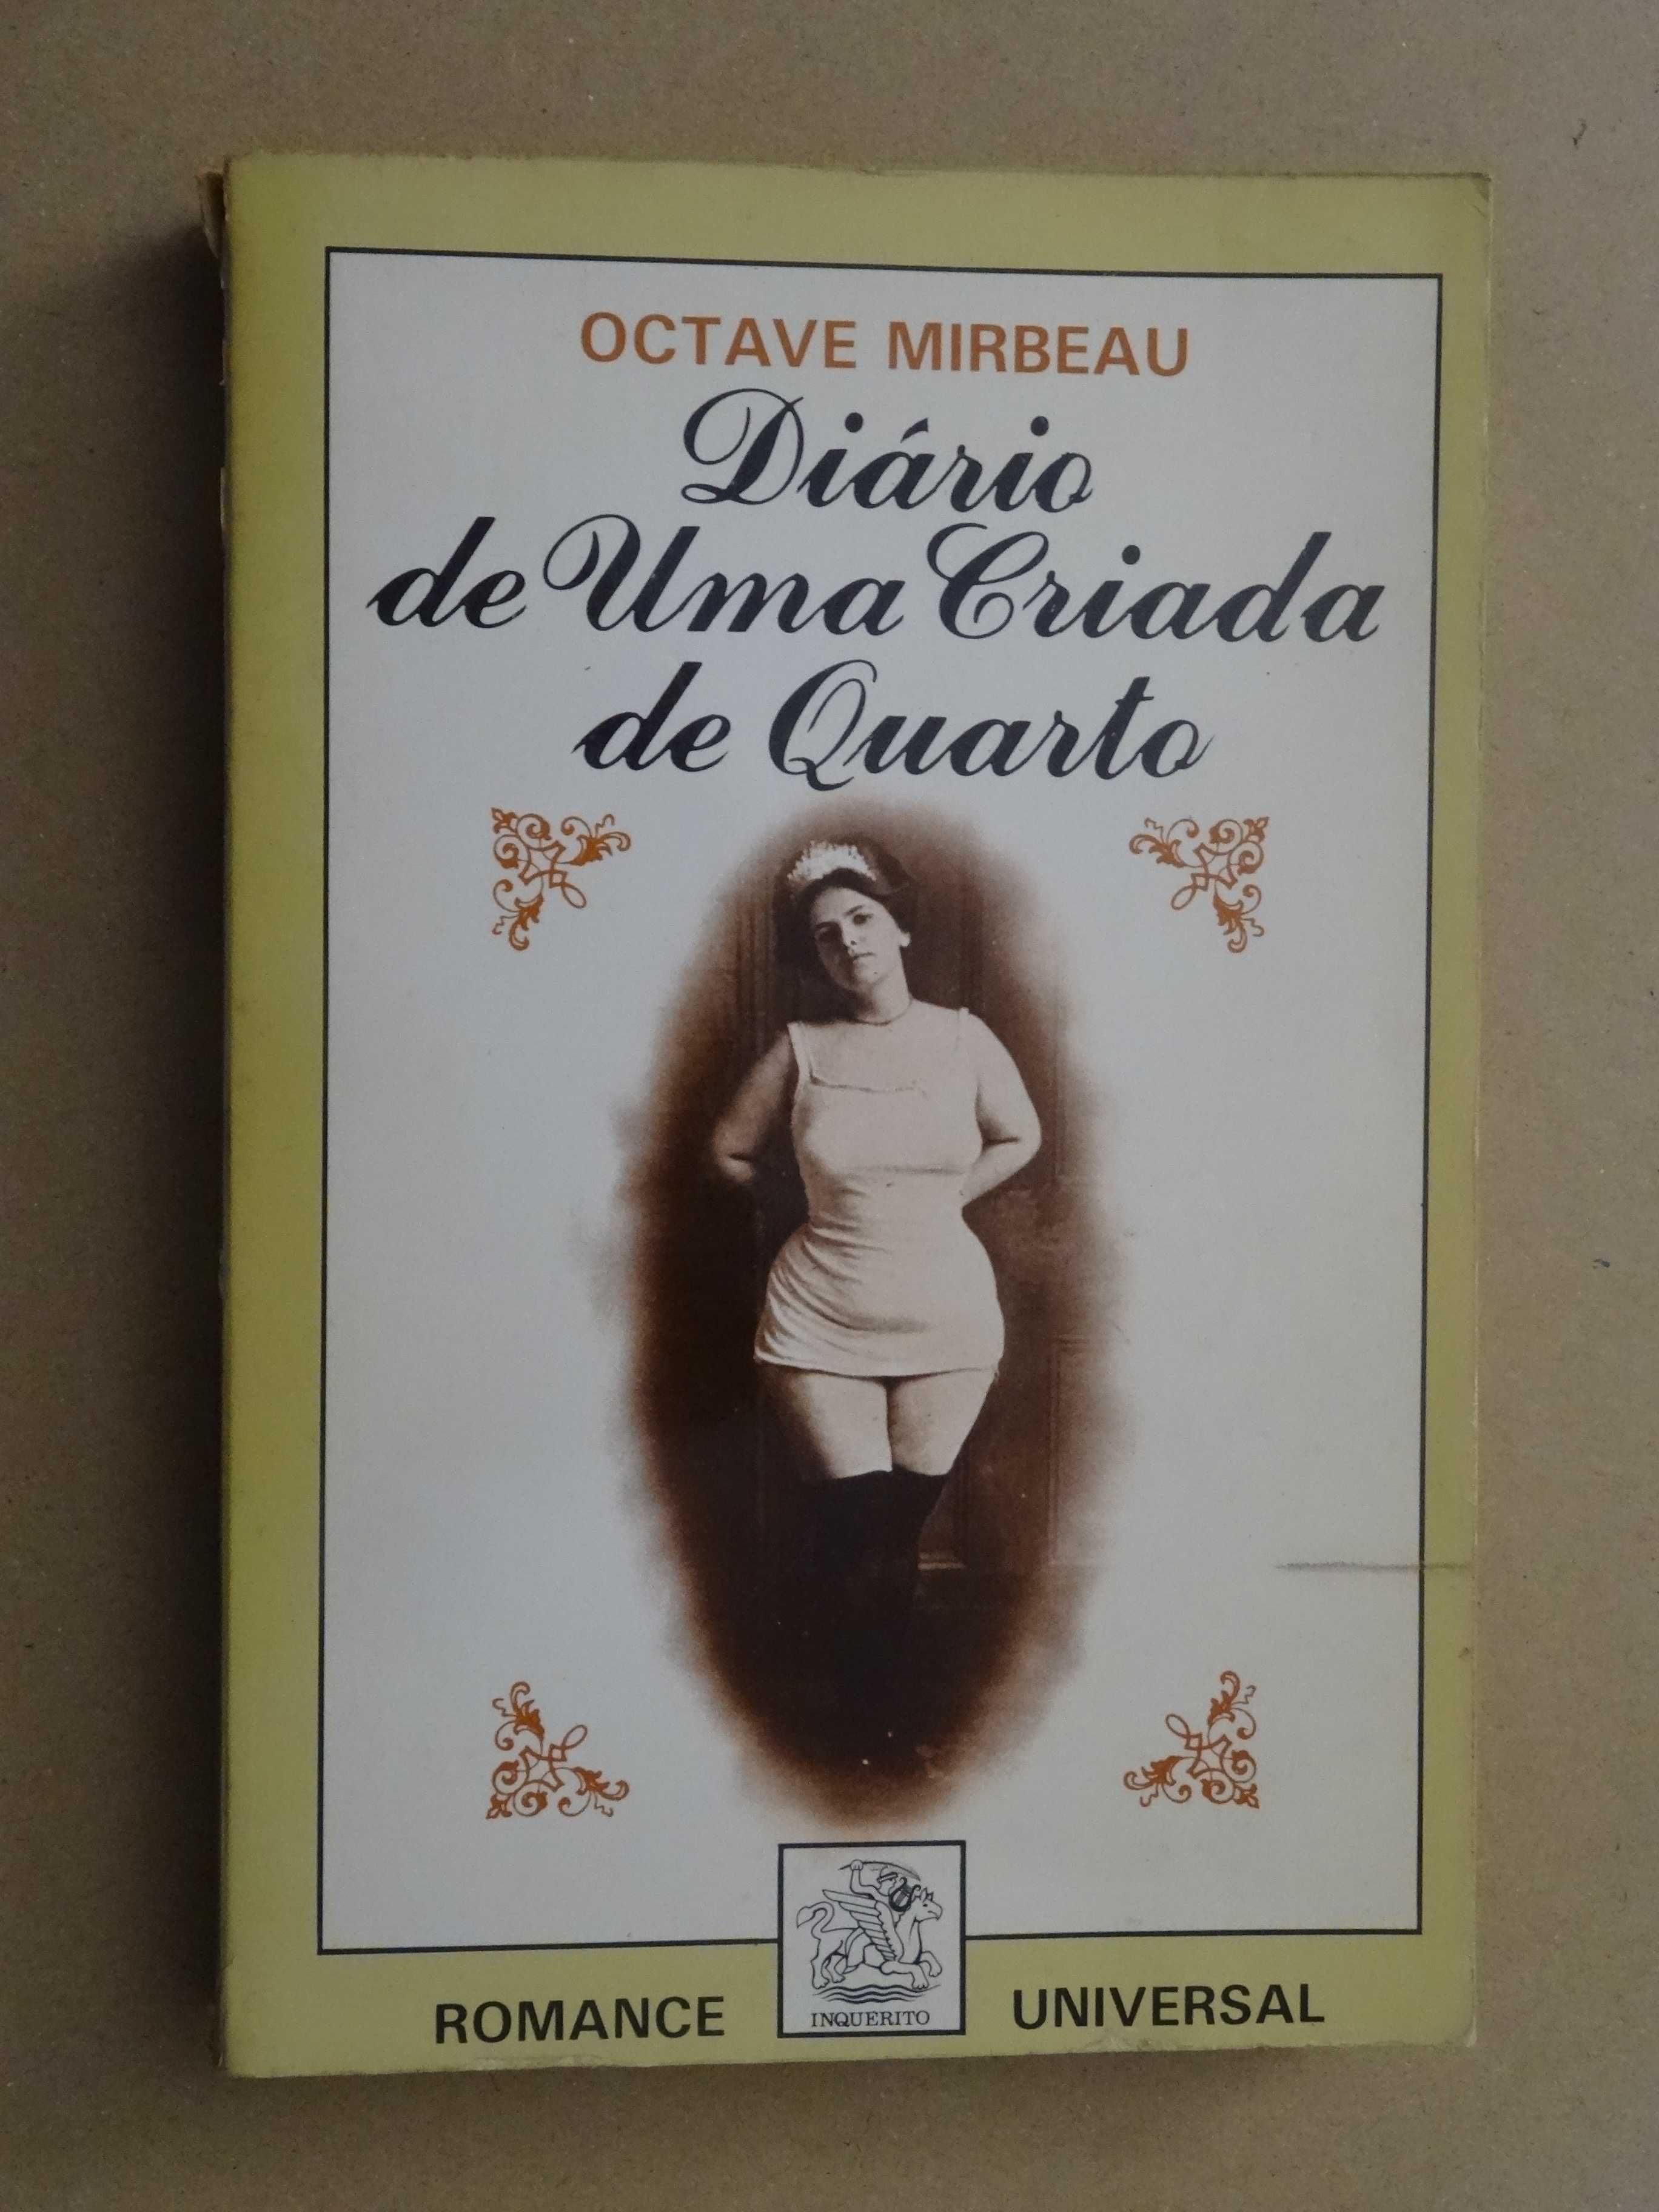 OCTAVE MIRBEAU
Diário
de Uma Criada
de Quarto
INQUERITO
ROMANCE UNIVERSAL